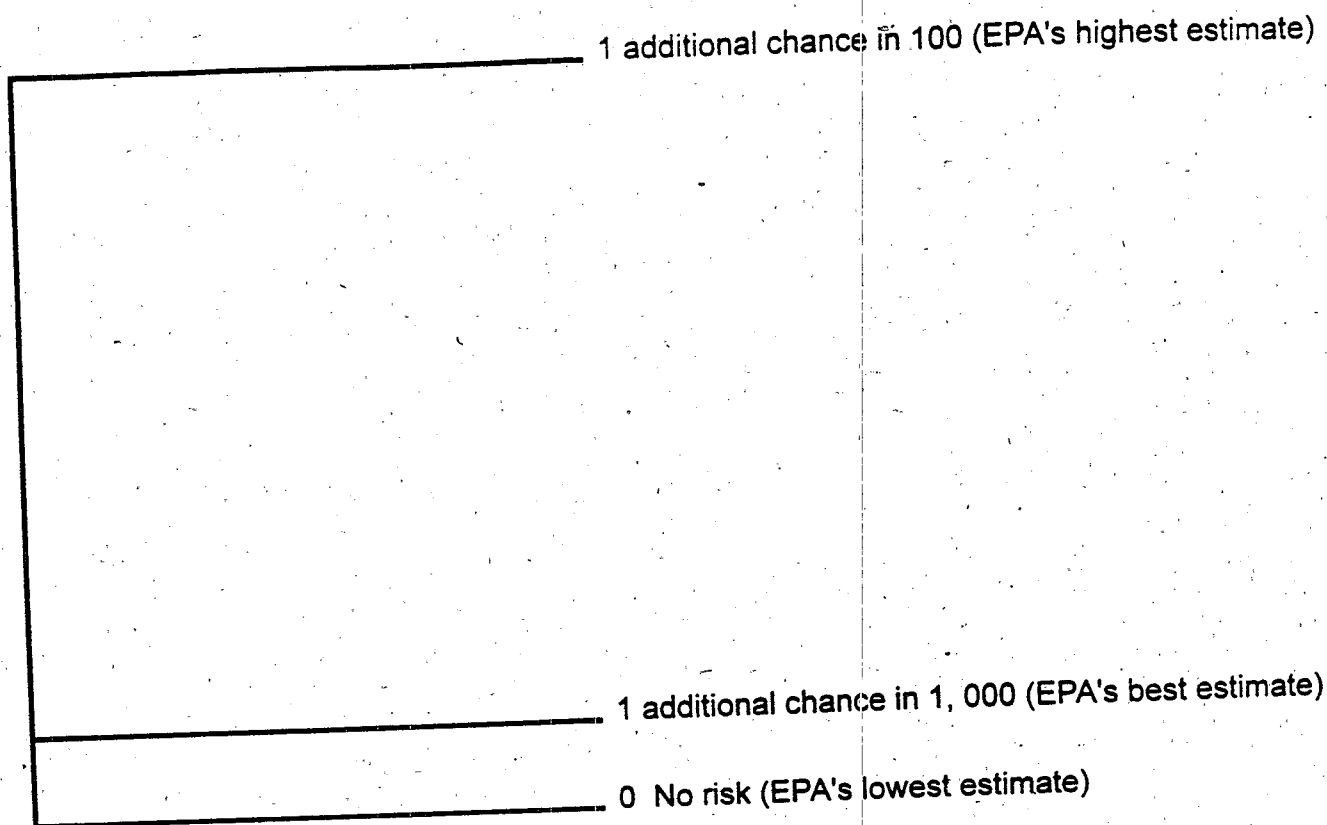 1 additional chance in 100 (EPA's highest estimate)
1 additional chance in 1, 000 (EPA's best estimate)
0 No risk (EPA's lowest estimate)